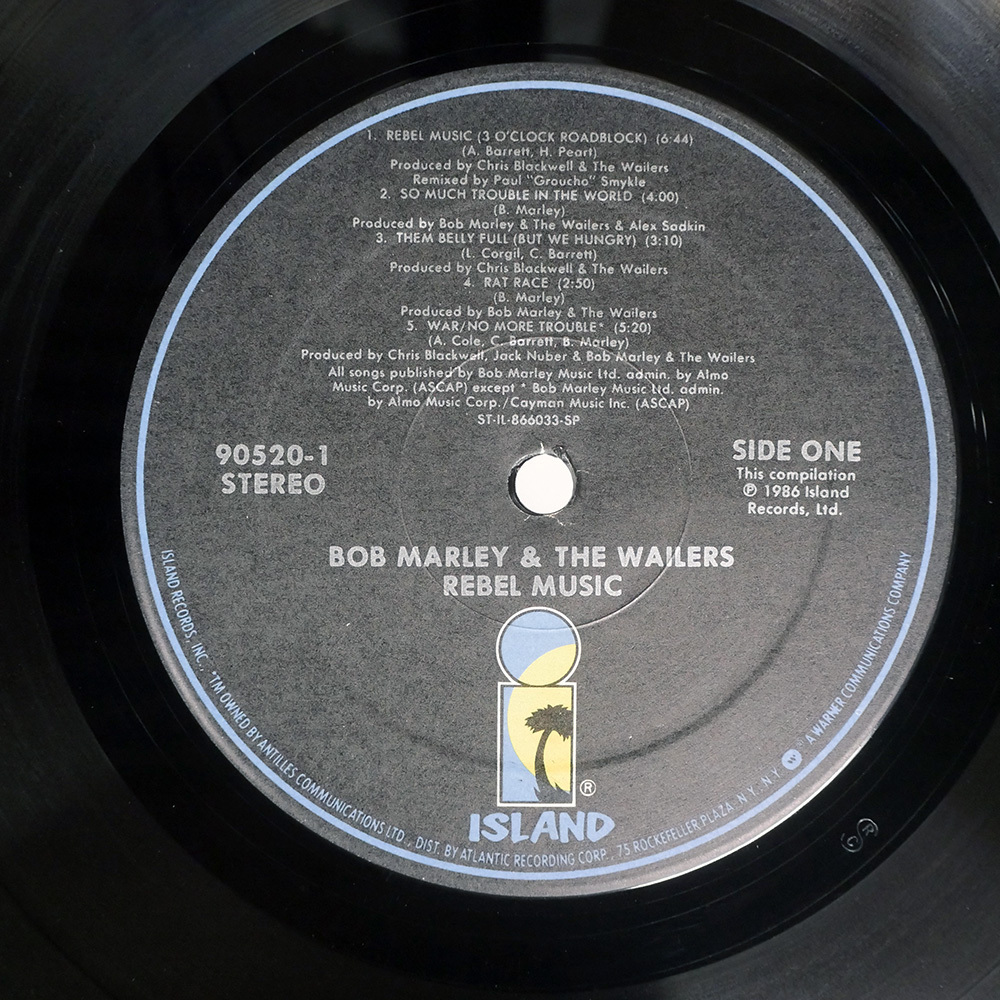 1. REBEL MUSIC (3 O'CLOCK ROADBLOCK) (6:44)
(A. Barrett, H. Peart)
Produced by Chris Blackwell & The Wailers
Remixed by Paul "Groucho" Smykle
2. SO MUCH TROUBLE IN THE WORLD (4:00)
(B. Marley)
Produced by Bob Marley & The Wailers & Alex Sadkin
3. THEM BELLY FULL (BUT WE HUNGRY) (3:10)
(L. Corgil, C. Barrett)
Produced by Chris Blackwell & The Wailers
4. RAT RACE (2:50)
(B. Marley)
Produced by Bob Marley & The Wailers
5. WAR/NO MORE TROUBLE* (5:20)
(A. Cole, C. Barrett, B. Marley)
Produced by Chris Blackwell, Jack Nuber & Bob Marley & The Wailers
All songs published by Bob Marley Music Ltd. admin. by Almo
Music Corp. (ASCAP) except * Bob Marley Music Ltd. admin.
by Almo Music Corp./Cayman Music Inc. (ASCAP)
ST-IL-866033-SP
90520-1
STEREO
SIDE ONE
This compilation
℗ 1986 Island
Records, Ltd.
BOB MARLEY & THE WAILERS
REBEL MUSIC
®
ISLAND
ISLAND RECORDS, INC., *TM OWNED BY ANTILLES COMMUNICATIONS LTD., DIST. BY ATLANTIC RECORDING CORP., 75 ROCKEFELLER PLAZA, N.Y., N.Y. W A WARNER COMMUNICATIONS COMPANY
RG